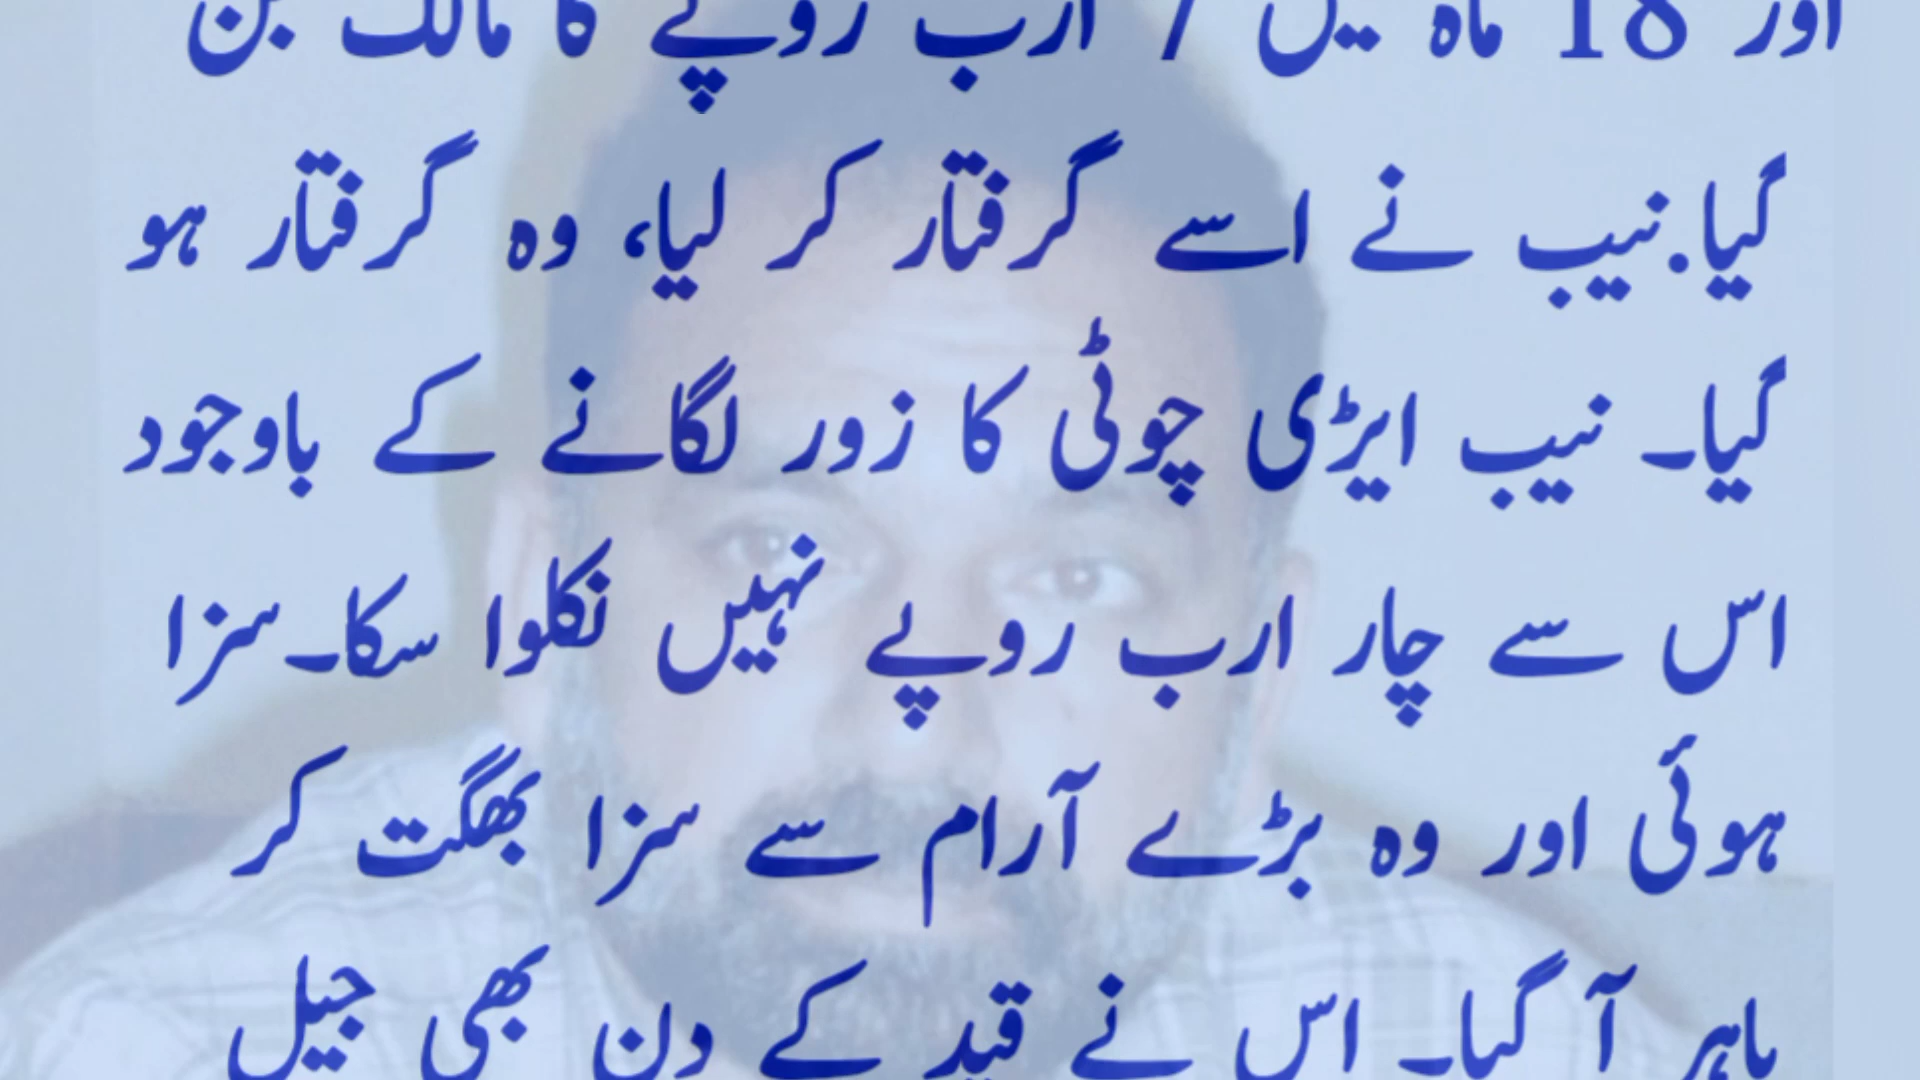 اور 18 ماہ میں 7 ارب روپے کا مالک بن
گیا.نیب نے اسے گرفتار کر لیا، وہ گرفتار ہو
گیا۔ نیب ایڑی چوٹی کا زور لگانے کے باوجود
اس سے چار ارب روپے نہیں نکلوا سکا۔سزا
ہوئی اور وہ بڑے آرام سے سزا بھگت کر
باہر آ گیا۔ اس نے قید کے دن بھی جیل